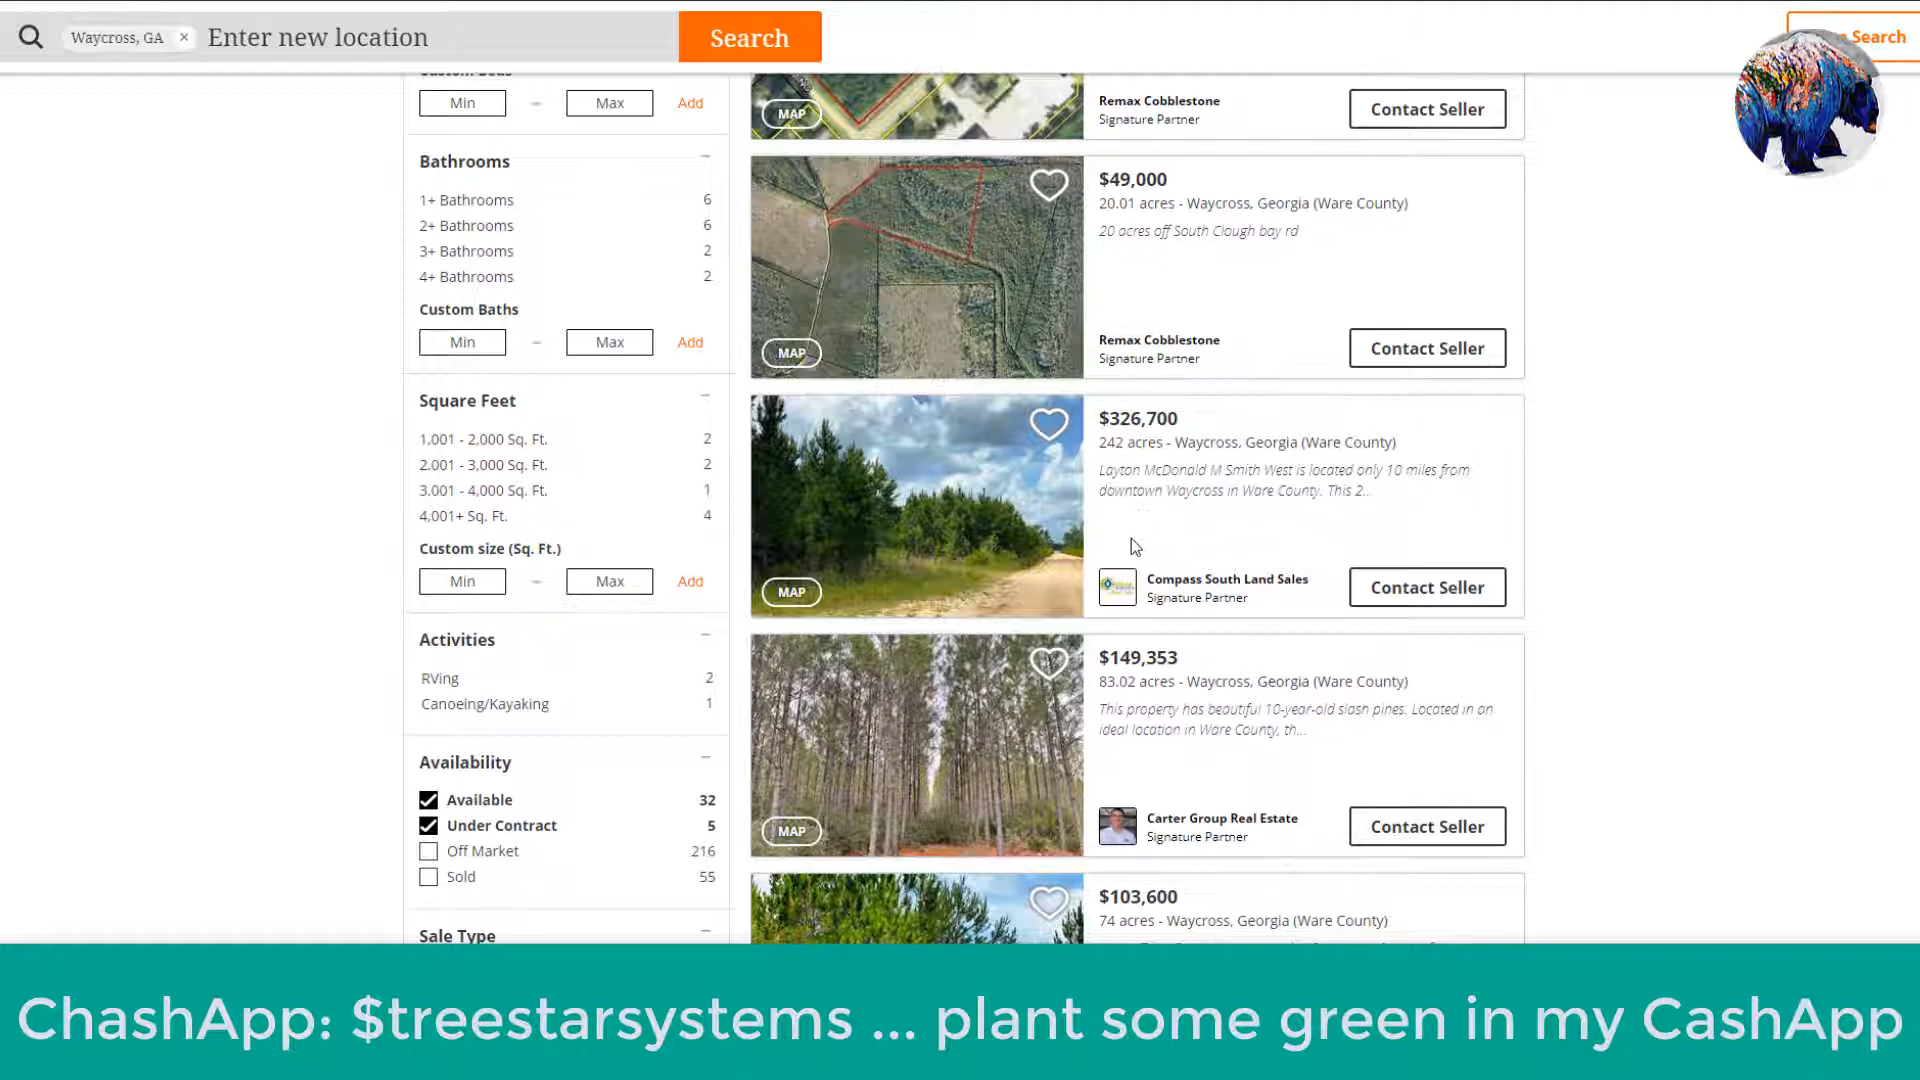 Waycross, GA × Enter new location
Search
Search
Min – Max Add
Bathrooms –
1+ Bathrooms 6
2+ Bathrooms 6
3+ Bathrooms 2
4+ Bathrooms 2
Custom Baths
Min – Max Add
Square Feet –
1,001 - 2,000 Sq. Ft. 2
2,001 - 3,000 Sq. Ft. 2
3,001 - 4,000 Sq. Ft. 1
4,001+ Sq. Ft. 4
Custom size (Sq. Ft.)
Min – Max Add
Activities –
RVing 2
Canoeing/Kayaking 1
Availability –
Available 32
Under Contract 5
Off Market 216
Sold 55
Sale Type –
MAP
Remax Cobblestone
Signature Partner
Contact Seller
MAP
$49,000
20.01 acres - Waycross, Georgia (Ware County)
20 acres off South Clough bay rd
Remax Cobblestone
Signature Partner
Contact Seller
MAP
$326,700
242 acres - Waycross, Georgia (Ware County)
Layton McDonald M Smith West is located only 10 miles from
downtown Waycross in Ware County. This 2...
Compass South Land Sales
Signature Partner
Contact Seller
MAP
$149,353
83.02 acres - Waycross, Georgia (Ware County)
This property has beautiful 10-year-old slash pines. Located in an
ideal location in Ware County, th...
Carter Group Real Estate
Signature Partner
Contact Seller
$103,600
74 acres - Waycross, Georgia (Ware County)
ChashApp: $treestarsystems ... plant some green in my CashApp